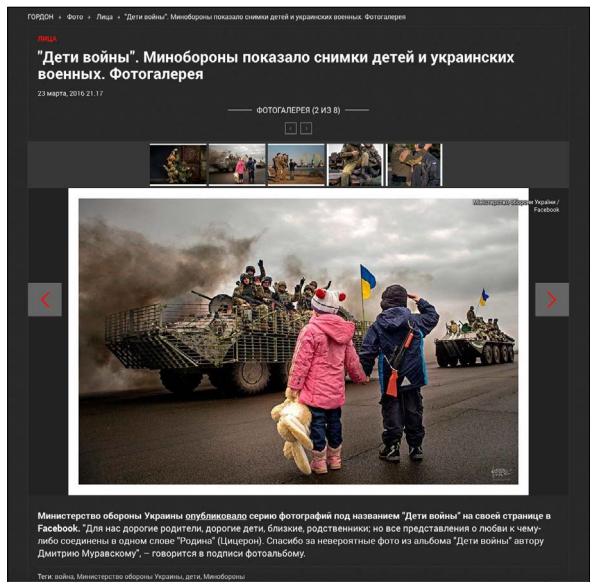 ГОРДОН → Фото → Лица → "Дети войны". Минобороны показало снимки детей и украинских военных. Фотогалерея
ЛИЦА
"Дети войны". Минобороны показало снимки детей и украинских
военных. Фотогалерея
23 марта, 2016 21.17
ФОТОГАЛЕРЕЯ (2 ИЗ 8)
Міністерство оборони України /
Facebook
Министерство обороны Украины опубликовало серию фотографий под названием "Дети войны" на своей странице в
Facebook. "Для нас дорогие родители, дорогие дети, близкие, родственники; но все представления о любви к чему-
либо соединены в одном слове "Родина" (Цицерон). Спасибо за невероятные фото из альбома "Дети войны" автору
Дмитрию Муравскому", – говорится в подписи фотоальбому.
Теги: война, Министерство обороны Украины, дети, Минобороны